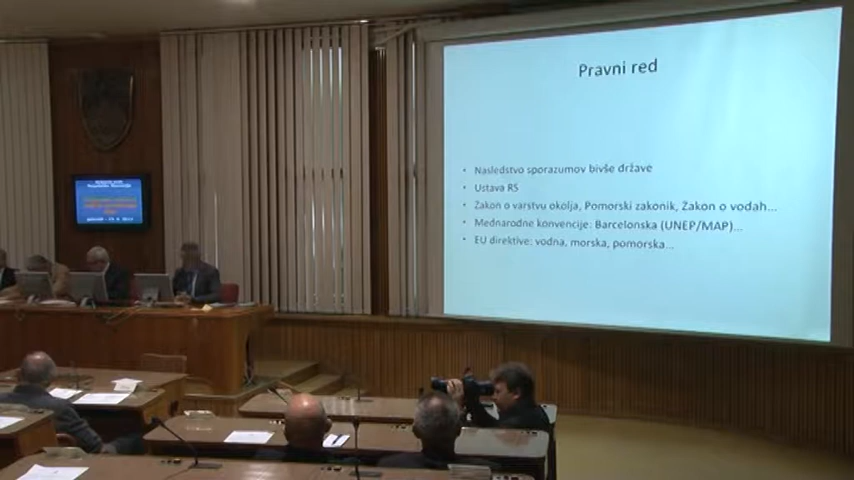 Pravni red
• Nasledstvo sporazumov bivše države
• Ustava RS
• Zakon o varstvu okolja, Pomorski zakonik, Zakon o vodah...
• Mednarodne konvencije: Barcelonska (UNEP/MAP)...
• EU direktive: vodna, morska, pomorska...